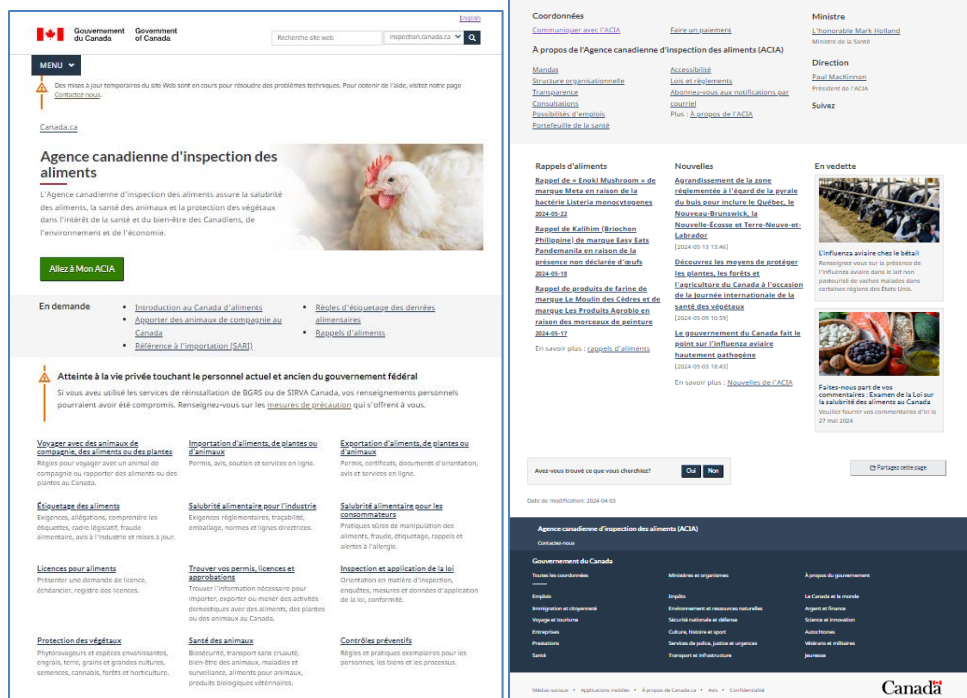 English
Gouvernement
du Canada
Government
of Canada
Recherche site web
inspection.canada.ca
MENU
Des mises à jour temporaires du site Web sont en cours pour résoudre des problèmes techniques. Pour obtenir de l'aide, visitez notre page
Contactez-nous.
Canada.ca
Agence canadienne d'inspection des
aliments
L'Agence canadienne d'inspection des aliments assure la salubrité
des aliments, la santé des animaux et la protection des végétaux
dans l'intérêt de la santé et du bien-être des Canadiens, de
l'environnement et de l'économie.
Allez à Mon ACIA
En demande
• Introduction au Canada d'aliments
• Apporter des animaux de compagnie au
Canada
• Référence à l'importation (SARI)
• Règles d'étiquetage des denrées
alimentaires
• Rappels d'aliments
Atteinte à la vie privée touchant le personnel actuel et ancien du gouvernement fédéral
Si vous avez utilisé les services de réinstallation de BGRS ou de SIRVA Canada, vos renseignements personnels
pourraient avoir été compromis. Renseignez-vous sur les mesures de précaution qui s'offrent à vous.
Voyager avec des animaux de
compagnie, des aliments ou des plantes
Règles pour voyager avec un animal de
compagnie ou rapporter des aliments ou des
plantes au Canada.
Importation d'aliments, de plantes ou
d'animaux
Permis, avis, soutien et services en ligne.
Exportation d'aliments, de plantes ou
d'animaux
Permis, certificats, documents d'orientation,
avis et services en ligne.
Étiquetage des aliments
Exigences, allégations, comprendre les
étiquettes, cadre législatif, fraude
alimentaire, avis à l'industrie et mises à jour.
Salubrité alimentaire pour l'industrie
Exigences réglementaires, traçabilité,
emballage, normes et lignes directrices.
Salubrité alimentaire pour les
consommateurs
Pratiques sûres de manipulation des
aliments, fraude, étiquetage, rappels et
alertes à l'allergie.
Licences pour aliments
Présenter une demande de licence,
échéancier, registre des licences.
Trouver vos permis, licences et
approbations
Trouver l'information nécessaire pour
importer, exporter ou mener des activités
domestiques avec des aliments, des plantes
ou des animaux au Canada.
Inspection et application de la loi
Orientation en matière d'inspection,
enquêtes, mesures et données d'application
de la loi, conformité.
Protection des végétaux
Phytoravageurs et espèces envahissantes,
engrais, terre, grains et grandes cultures,
semences, cannabis, forêts et horticulture.
Santé des animaux
Biosécurité, transport sans cruauté,
bien-être des animaux, maladies et
surveillance, aliments pour animaux,
produits biologiques vétérinaires.
Contrôles préventifs
Règles et pratiques exemplaires pour les
personnes, les biens et les processus.
Coordonnées
Communiquer avec l'ACIA
Faire un paiement
À propos de l'Agence canadienne d'inspection des aliments (ACIA)
Mandat
Structure organisationnelle
Transparence
Consultations
Possibilités d'emplois
Portefeuille de la santé
Accessibilité
Lois et règlements
Abonnez-vous aux notifications par
courriel
Plus : À propos de l'ACIA
Ministre
L'honorable Mark Holland
Ministre de la Santé
Direction
Paul MacKinnon
Président de l'ACIA
Suivez
Rappels d'aliments
Rappel de « Enoki Mushroom » de
marque Meta en raison de la
bactérie Listeria monocytogenes
2024-05-22
Rappel de Kalihim (Briochon
Philippine) de marque Easy Eats
Pandemanila en raison de la
présence non déclarée d'œufs
2024-05-18
Rappel de produits de farine de
marque Le Moulin des Cèdres et de
marque Les Produits Agrobio en
raison des morceaux de peinture
2024-05-17
En savoir plus : rappels d'aliments
Nouvelles
Agrandissement de la zone
réglementée à l'égard de la pyrale
du buis pour inclure le Québec, le
Nouveau-Brunswick, la
Nouvelle-Écosse et Terre-Neuve-et-
Labrador
[2024-05-13 13:46]
Découvrez les moyens de protéger
les plantes, les forêts et
l'agriculture du Canada à l'occasion
de la Journée internationale de la
santé des végétaux
[2024-05-09 10:59]
Le gouvernement du Canada fait le
point sur l'influenza aviaire
hautement pathogène
[2024-05-03 18:43]
En savoir plus : Nouvelles de l'ACIA
En vedette
L'influenza aviaire chez le bétail
Renseignez-vous sur la présence de
l'influenza aviaire dans le lait non
pasteurisé de vaches malades dans
certaines régions des États-Unis.
Faites-nous part de vos
commentaires : Examen de la Loi sur
la salubrité des aliments au Canada
Veuillez fournir vos commentaires d'ici le
27 mai 2024
Avez-vous trouvé ce que vous cherchiez?
Oui
Non
Partagez cette page
Date de modification: 2024-04-03
Agence canadienne d'inspection des aliments (ACIA)
Contactez-nous
Gouvernement du Canada
Toutes les coordonnées
Ministères et organismes
À propos du gouvernement
Emplois
Immigration et citoyenneté
Voyage et tourisme
Entreprises
Prestations
Santé
Impôts
Environnement et ressources naturelles
Sécurité nationale et défense
Culture, histoire et sport
Services de police, justice et urgences
Transport et infrastructure
Le Canada et le monde
Argent et finance
Science et innovation
Autochtones
Vétérans et militaires
Jeunesse
Médias sociaux • Applications mobiles • À propos de Canada.ca • Avis • Confidentialité
Canada